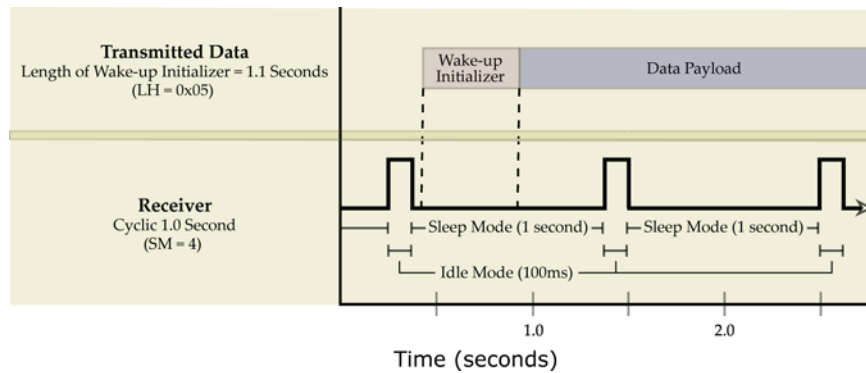 Transmitted Data
Length of Wake-up Initializer = 1.1 Seconds
(LH = 0x05)
Wake-up
Initializer
Data Payload
Receiver
Cyclic 1.0 Second
(SM = 4)
Sleep Mode (1 second)
Sleep Mode (1 second)
Idle Mode (100ms)
1.0
2.0
Time (seconds)